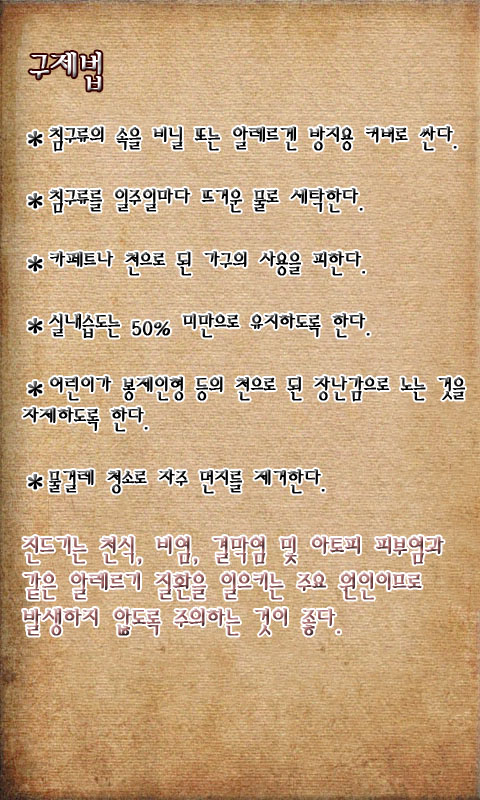 구제법
*침구류의 속을 비닐 또는 알레르겐 방지용 커버로 싼다.
*침구류를 일주일마다 뜨거운 물로 세탁한다.
*카페트나 천으로 된 가구의 사용을 피한다.
*실내습도는 50% 미만으로 유지하도록 한다.
*어린이가 봉제인형 등의 천으로 된 장난감으로 노는 것을
자제하도록 한다.
*물걸레 청소로 자주 먼지를 제거한다.
진드기는 천식, 비염, 결막염 및 아토피 피부염과
같은 알레르기 질환을 일으키는 주요 원인이므로
발생하지 않도록 주의하는 것이 좋다.